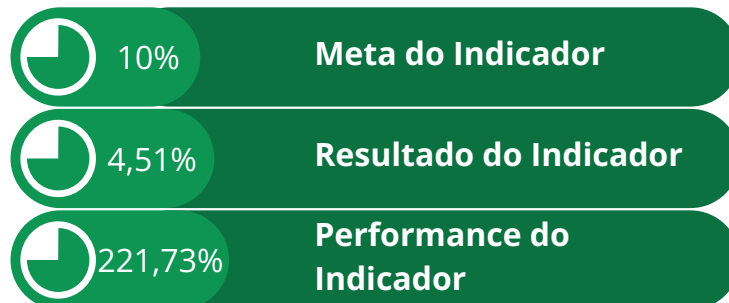 10%
Meta do Indicador
4,51%
Resultado do Indicador
221,73%
Performance do
Indicador